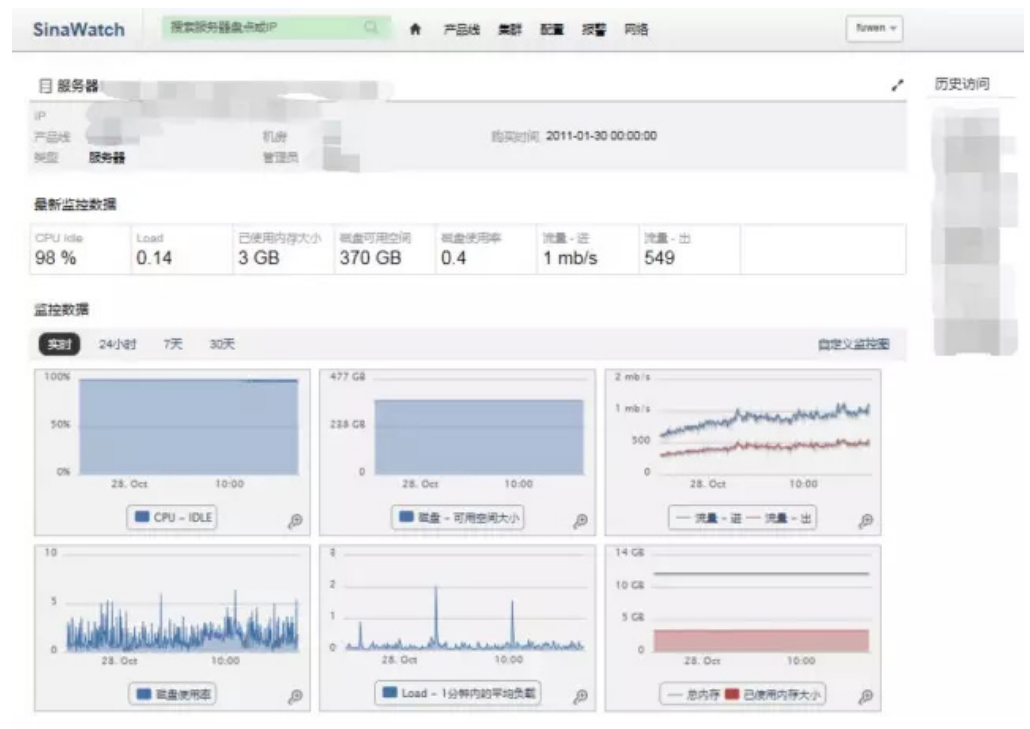 SinaWatch 搜索服务器盘点或IP 产品线 集群 配置 报警 网络 fuwen
服务器 历史访问
IP
产品线 机房 购买时间 2011-01-30 00:00:00
类型 服务器 管理员
最新监控数据
CPU Idle Load 已使用内存大小 磁盘可用空间 磁盘使用率 流量 - 进 流量 - 出
98 % 0.14 3 GB 370 GB 0.4 1 mb/s 549
监控数据
实时 24小时 7天 30天 自定义监控图
100%
50%
0%
28. Oct 10:00
CPU - IDLE
477 GB
238 GB
0
28. Oct 10:00
磁盘 - 可用空间大小
2 mb/s
1 mb/s
500
0
28. Oct 10:00
流量 - 进 流量 - 出
10
5
0
28. Oct 10:00
磁盘使用率
3
2
1
0
28. Oct 10:00
Load - 1分钟内的平均负载
14 GB
10 GB
5 GB
0
28. Oct 10:00
总内存 已使用内存大小